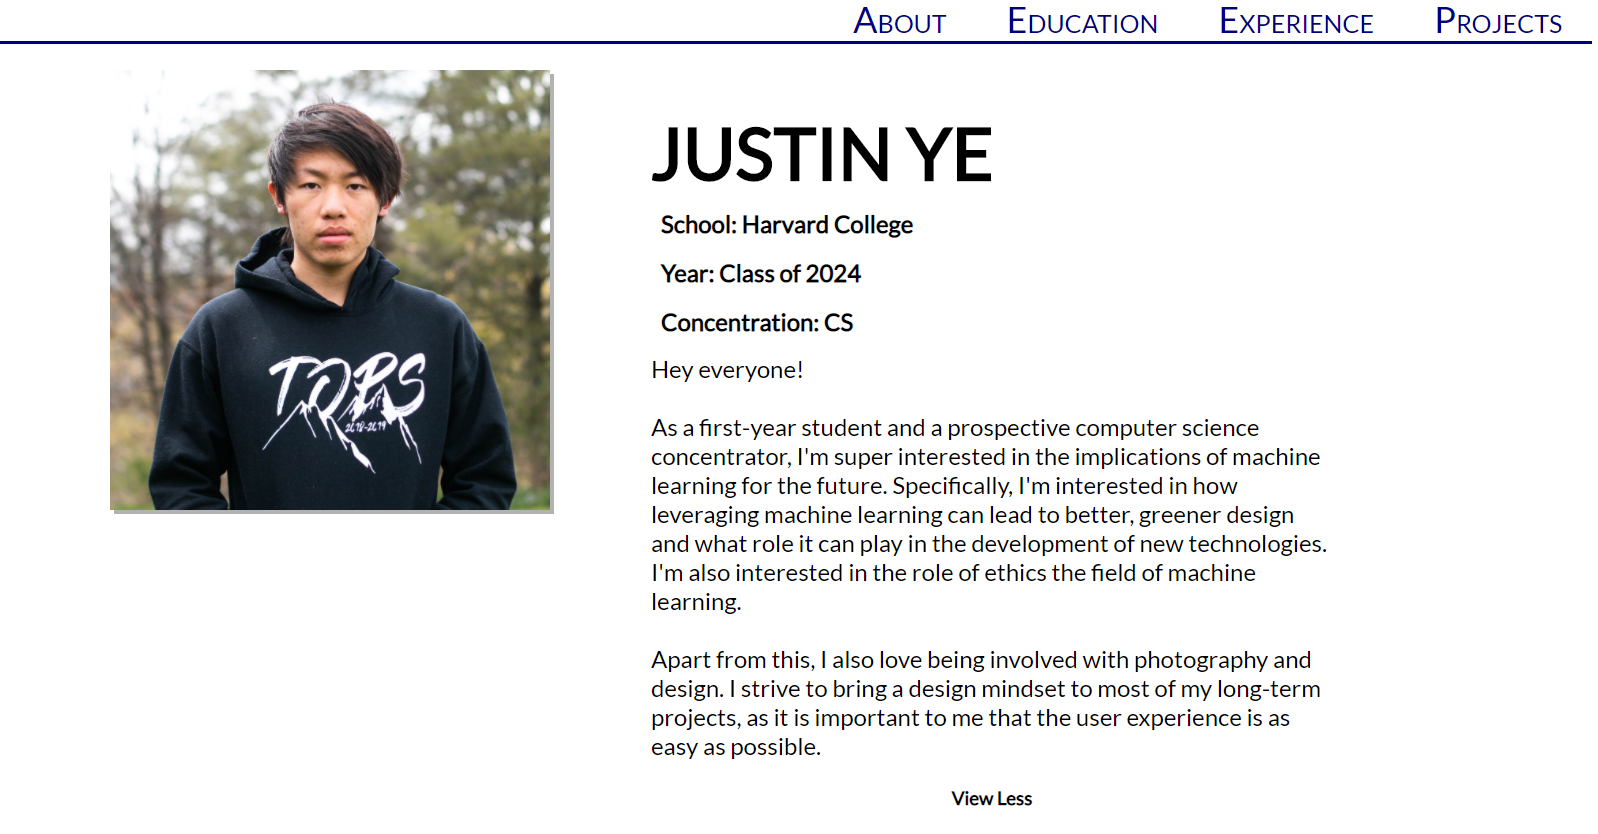 ABOUT EDUCATION EXPERIENCE PROJECTS
JUSTIN YE
School: Harvard College
Year: Class of 2024
Concentration: CS
TOPS
2018-2019
Hey everyone!
As a first-year student and a prospective computer science
concentrator, I'm super interested in the implications of machine
learning for the future. Specifically, I'm interested in how
leveraging machine learning can lead to better, greener design
and what role it can play in the development of new technologies.
I'm also interested in the role of ethics the field of machine
learning.
Apart from this, I also love being involved with photography and
design. I strive to bring a design mindset to most of my long-term
projects, as it is important to me that the user experience is as
easy as possible.
View Less